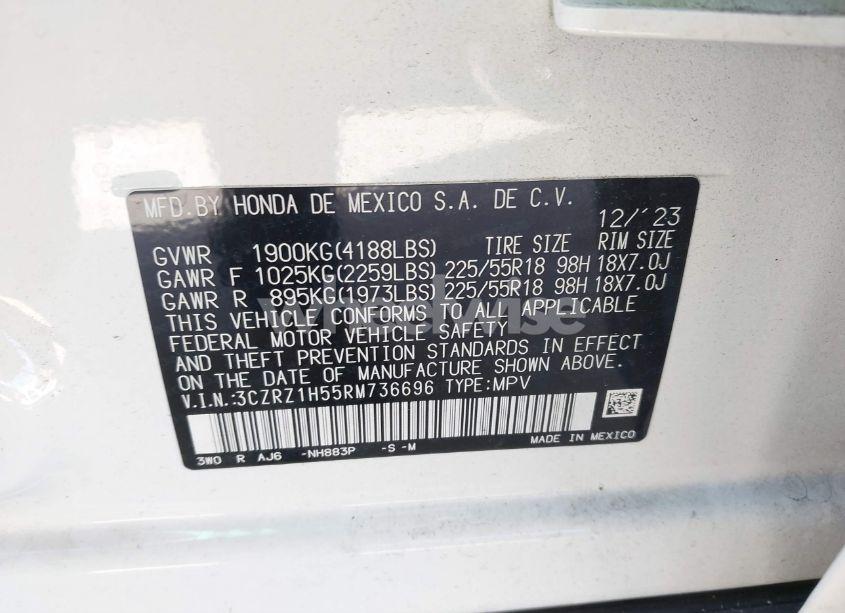 MFD.BY HONDA DE MEXICO S.A. DE C.V. 12/'23
GVWR 1900KG(4188LBS) TIRE SIZE RIM SIZE
GAWR F 1025KG(2259LBS) 225/55R18 98H 18X7.0J
GAWR R 895KG(1973LBS) 225/55R18 98H 18X7.0J
THIS VEHICLE CONFORMS TO ALL APPLICABLE
FEDERAL MOTOR VEHICLE SAFETY
AND THEFT PREVENTION STANDARDS IN EFFECT
ON THE DATE OF MANUFACTURE SHOWN ABOVE.
V.I.N.:3CZRZ1H55RM736696 TYPE:MPV
3WO R AJ6 -NH883P -S -M MADE IN MEXICO